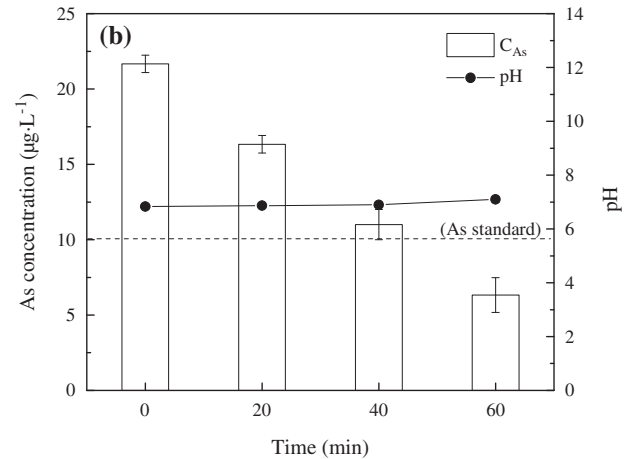 (b)
C_As
pH
(As standard)
25
20
15
10
5
0
14
12
10
8
6
4
2
0
0 20 40 60
Time (min)
As concentration (µg·L⁻¹)
pH